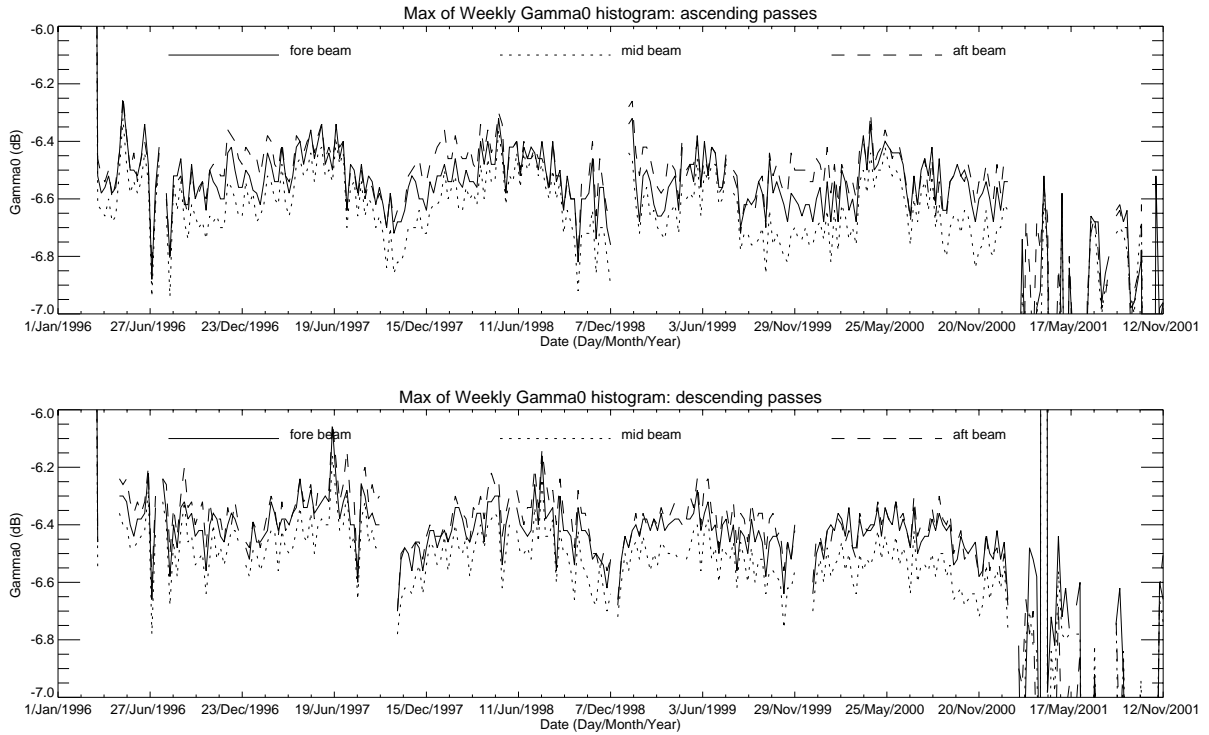 Max of Weekly Gamma0 histogram: ascending passes
-6.0
fore beam mid beam aft beam
-6.2
-6.4
Gamma0 (dB)
-6.6
-6.8
-7.0
1/Jan/1996 27/Jun/1996 23/Dec/1996 19/Jun/1997 15/Dec/1997 11/Jun/1998 7/Dec/1998 3/Jun/1999 29/Nov/1999 25/May/2000 20/Nov/2000 17/May/2001 12/Nov/2001
Date (Day/Month/Year)
Max of Weekly Gamma0 histogram: descending passes
-6.0
fore beam mid beam aft beam
-6.2
-6.4
Gamma0 (dB)
-6.6
-6.8
-7.0
1/Jan/1996 27/Jun/1996 23/Dec/1996 19/Jun/1997 15/Dec/1997 11/Jun/1998 7/Dec/1998 3/Jun/1999 29/Nov/1999 25/May/2000 20/Nov/2000 17/May/2001 12/Nov/2001
Date (Day/Month/Year)